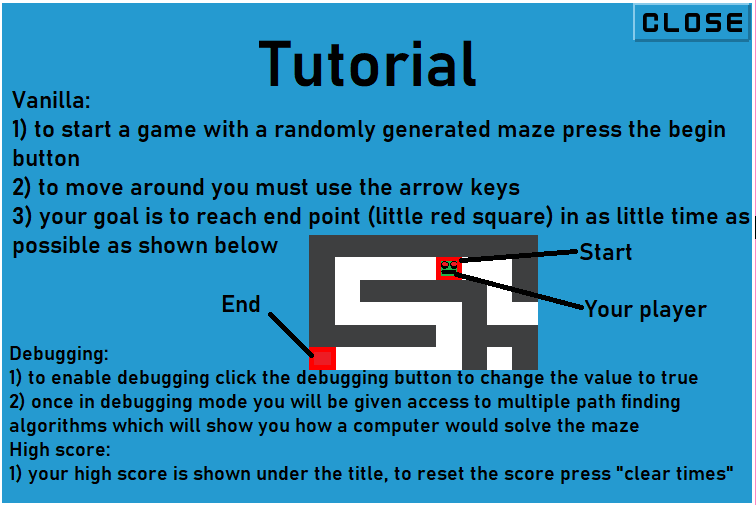 CLOSE
Tutorial
Vanilla:
1) to start a game with a randomly generated maze press the begin
button
2) to move around you must use the arrow keys
3) your goal is to reach end point (little red square) in as little time as
possible as shown below
Start
End
Your player
Debugging:
1) to enable debugging click the debugging button to change the value to true
2) once in debugging mode you will be given access to multiple path finding
algorithms which will show you how a computer would solve the maze
High score:
1) your high score is shown under the title, to reset the score press "clear times"